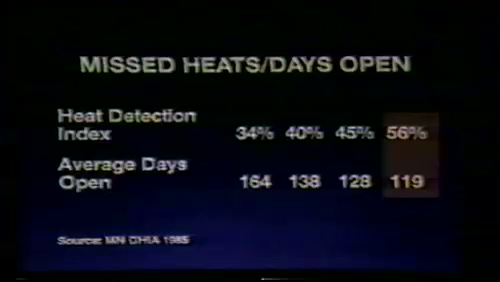 MISSED HEATS/DAYS OPEN
Heat Detection
Index 34% 40% 45% 56%
Average Days
Open 164 138 128 119
Source: MN DHIA 1985